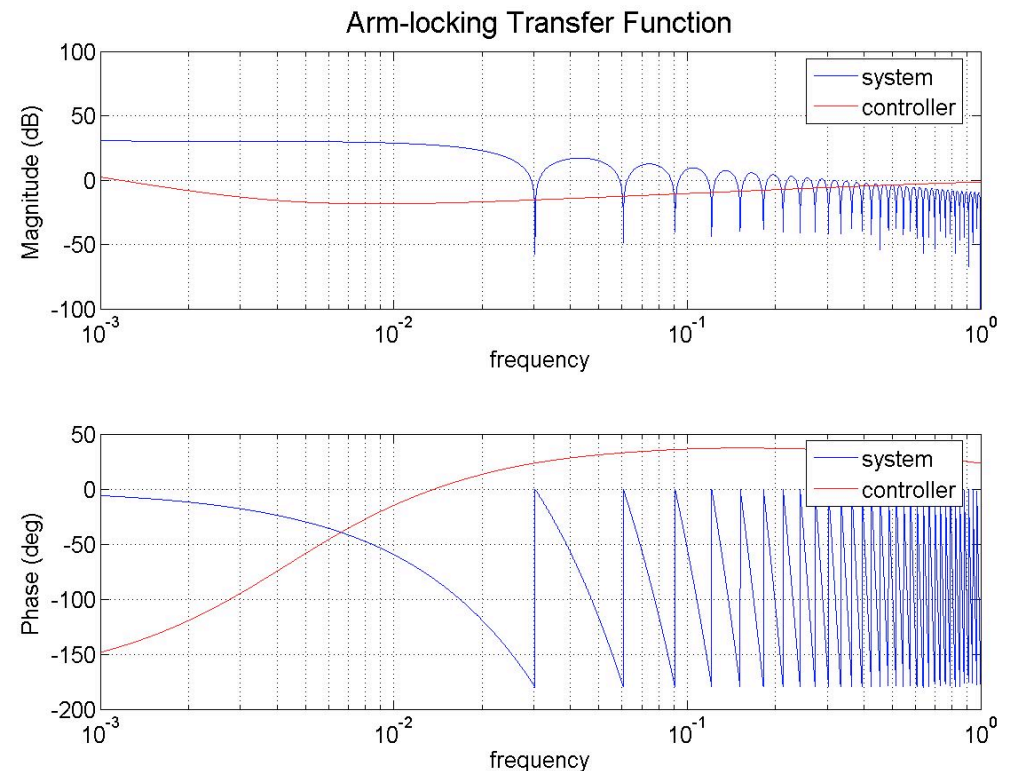 Arm-locking Transfer Function
Magnitude (dB)
100
50
0
-50
-100
system
controller
10^-3
10^-2
10^-1
10^0
frequency
Phase (deg)
50
0
-50
-100
-150
-200
system
controller
10^-3
10^-2
10^-1
10^0
frequency